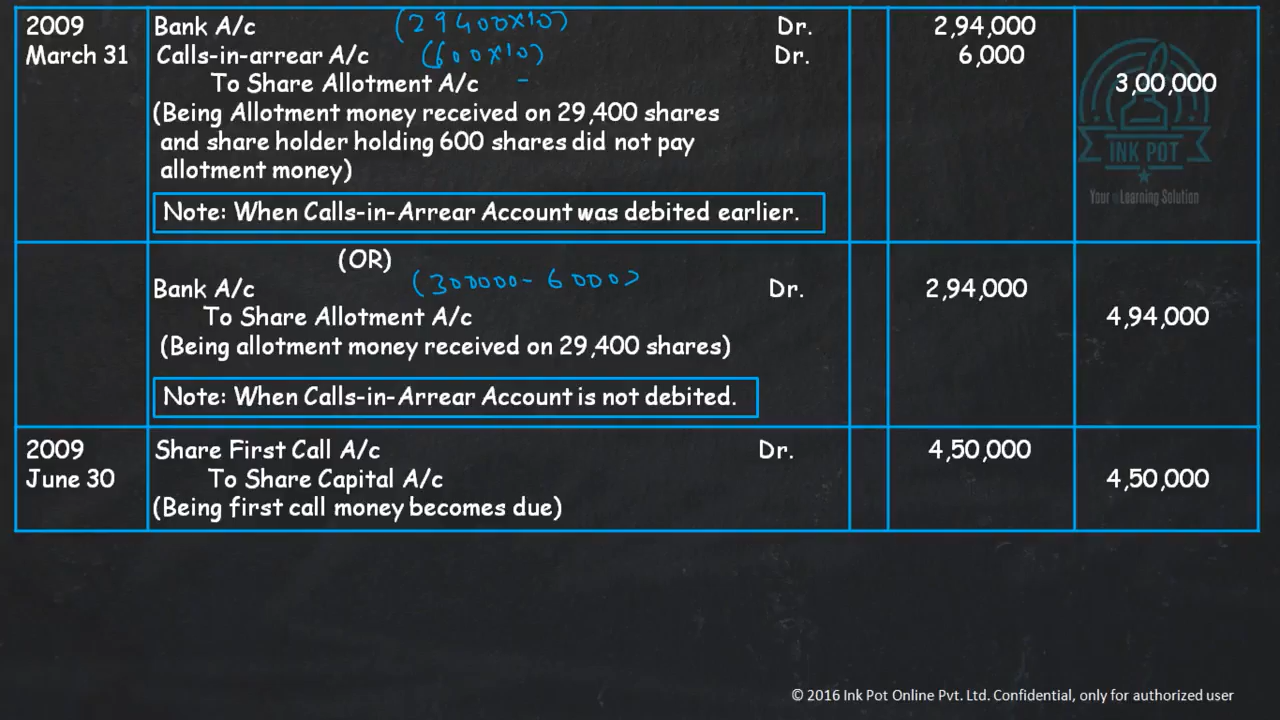 2009 Bank A/c (29400×10) Dr. 2,94,000
March 31 Calls-in-arrear A/c (600×10) Dr. 6,000
To Share Allotment A/c 3,00,000
(Being Allotment money received on 29,400 shares
and share holder holding 600 shares did not pay
allotment money)
INK POT
Your eLearning Solution
Note: When Calls-in-Arrear Account was debited earlier.
(OR)
Bank A/c (300000-6000) Dr. 2,94,000
To Share Allotment A/c 4,94,000
(Being allotment money received on 29,400 shares)
Note: When Calls-in-Arrear Account is not debited.
2009 Share First Call A/c Dr. 4,50,000
June 30 To Share Capital A/c 4,50,000
(Being first call money becomes due)
© 2016 Ink Pot Online Pvt. Ltd. Confidential, only for authorized user